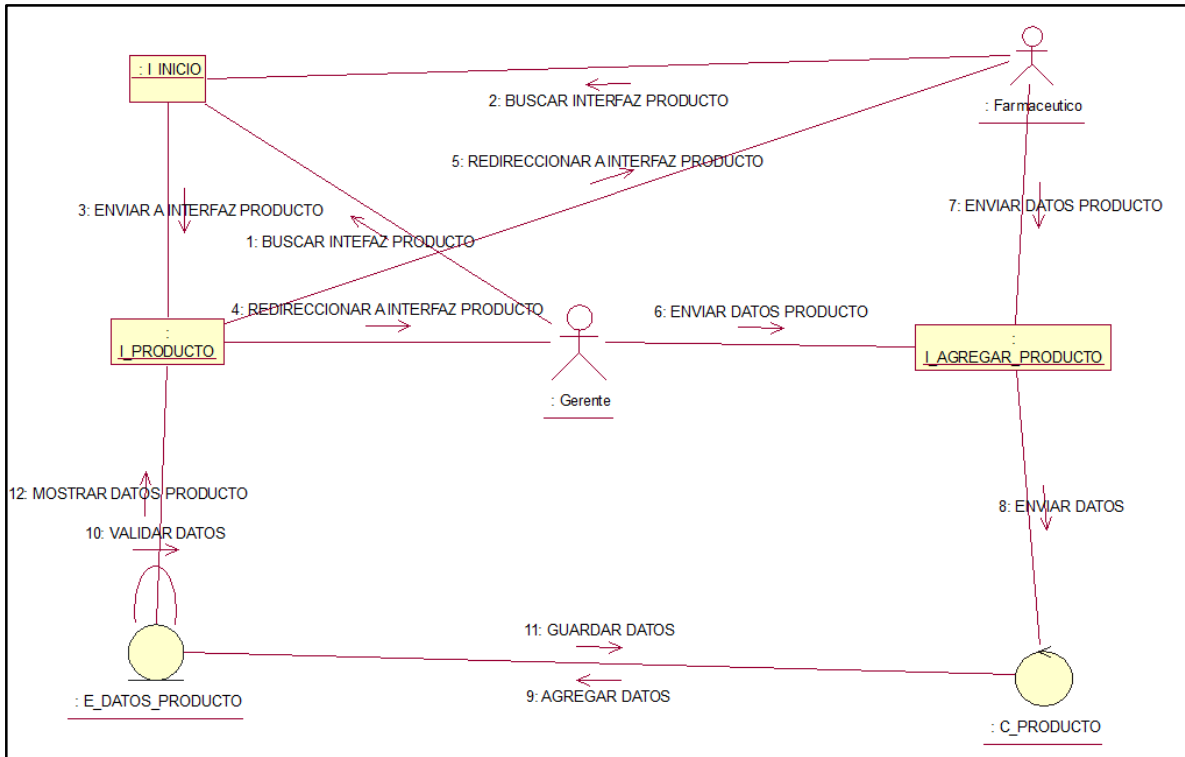 : I_INICIO
2: BUSCAR INTERFAZ PRODUCTO
: Farmaceutico
5: REDIRECCIONAR A INTERFAZ PRODUCTO
3: ENVIAR A INTERFAZ PRODUCTO
7: ENVIAR DATOS PRODUCTO
1: BUSCAR INTEFAZ PRODUCTO
4: REDIRECCIONAR A INTERFAZ PRODUCTO
6: ENVIAR DATOS PRODUCTO
:
I_PRODUCTO
:
I_AGREGAR_PRODUCTO
: Gerente
12: MOSTRAR DATOS PRODUCTO
8: ENVIAR DATOS
10: VALIDAR DATOS
11: GUARDAR DATOS
9: AGREGAR DATOS
: E_DATOS_PRODUCTO
: C_PRODUCTO